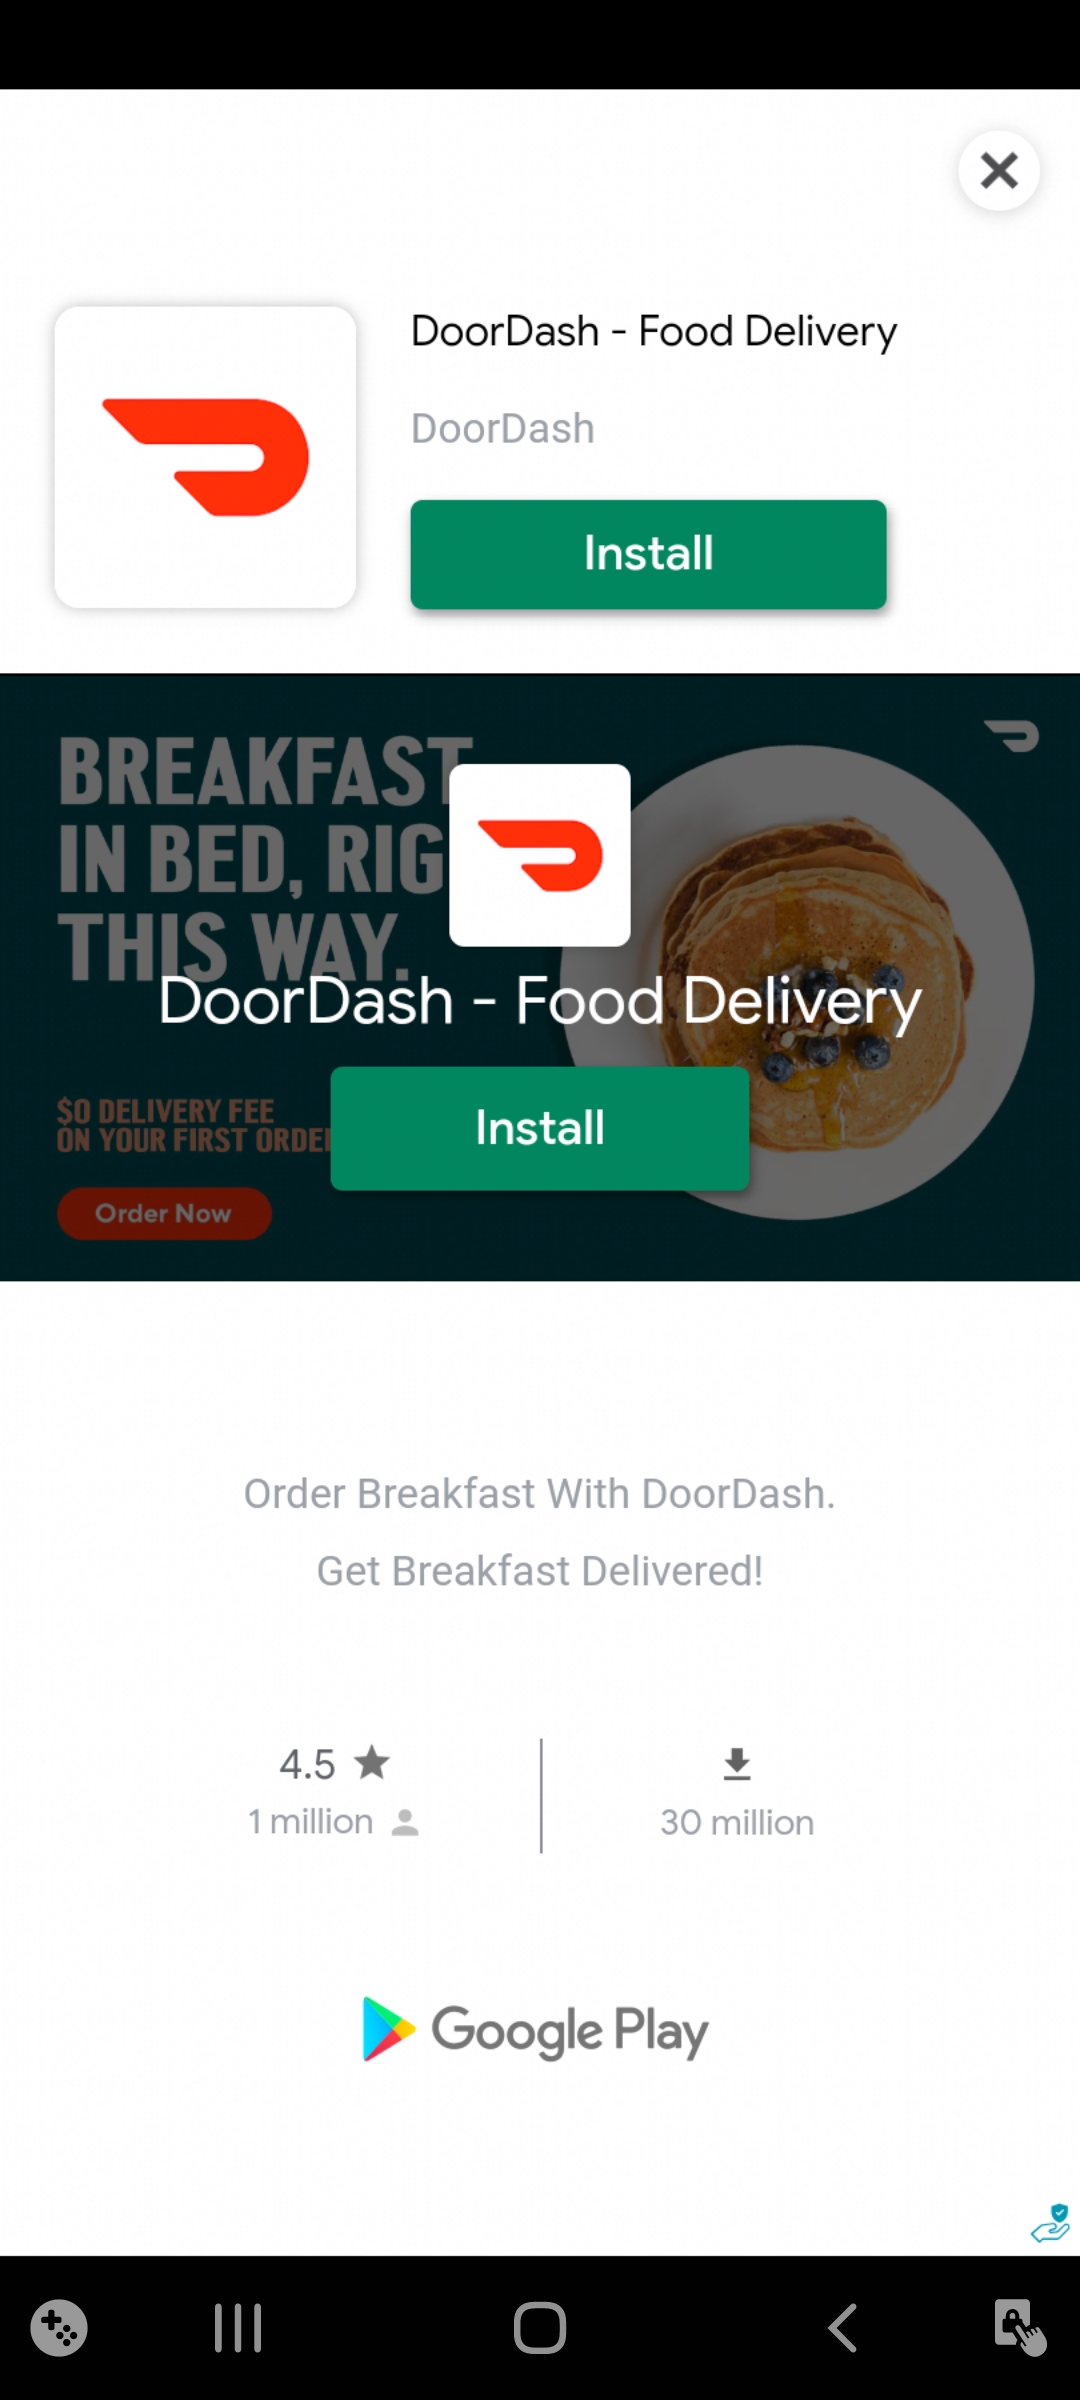 DoorDash - Food Delivery
DoorDash
Install
BREAKFAST
IN BED, RIG
THIS WAY.
DoorDash - Food Delivery
Install
$0 DELIVERY FEE
ON YOUR FIRST ORDER
Order Now
Order Breakfast With DoorDash.
Get Breakfast Delivered!
4.5
1 million
30 million
Google Play